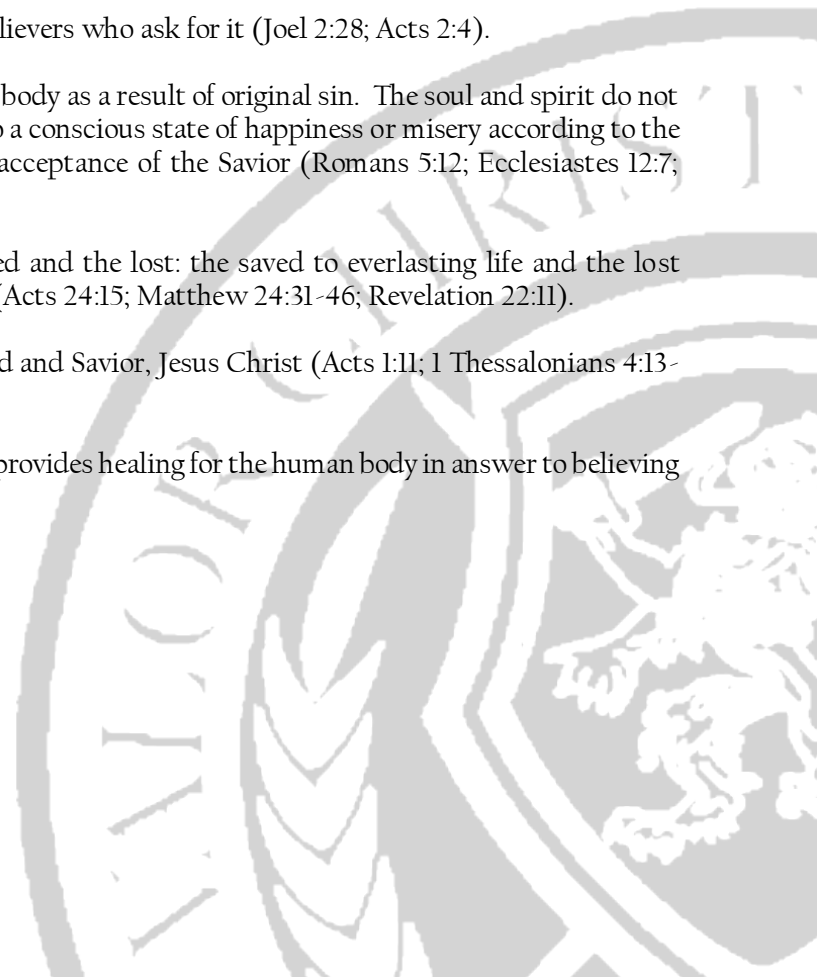 lievers who ask for it (Joel 2:28; Acts 2:4).
body as a result of original sin. The soul and spirit do not
a conscious state of happiness or misery according to the
acceptance of the Savior (Romans 5:12; Ecclesiastes 12:7;
ed and the lost: the saved to everlasting life and the lost
(Acts 24:15; Matthew 24:31-46; Revelation 22:11).
d and Savior, Jesus Christ (Acts 1:11; 1 Thessalonians 4:13-
provides healing for the human body in answer to believing
VALOR CHRISTI